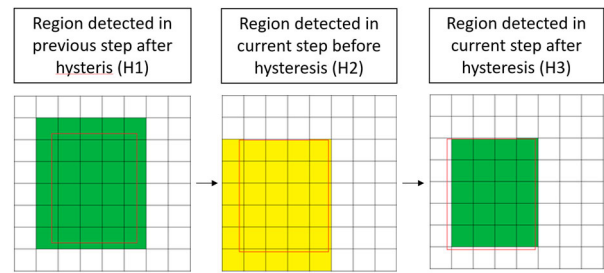 Region detected in
previous step after
hysteris (H1)
Region detected in
current step before
hysteresis (H2)
Region detected in
current step after
hysteresis (H3)